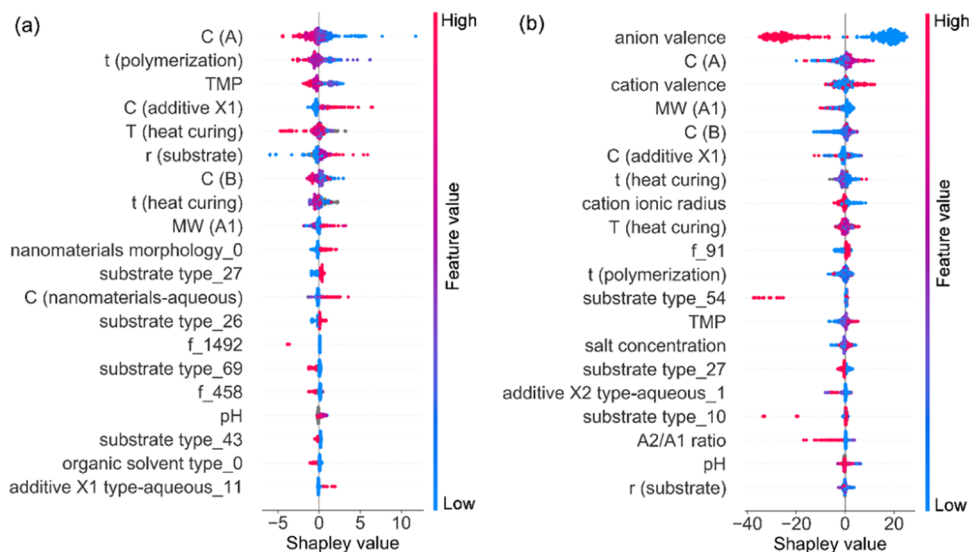 (a)
High
C (A)
t (polymerization)
TMP
C (additive X1)
T (heat curing)
r (substrate)
C (B)
t (heat curing)
MW (A1)
nanomaterials morphology_0
substrate type_27
C (nanomaterials-aqueous)
substrate type_26
f_1492
substrate type_69
f_458
pH
substrate type_43
organic solvent type_0
additive X1 type-aqueous_11
Low
Feature value
−5 0 5 10
Shapley value
(b)
High
anion valence
C (A)
cation valence
MW (A1)
C (B)
C (additive X1)
t (heat curing)
cation ionic radius
T (heat curing)
f_91
t (polymerization)
substrate type_54
TMP
salt concentration
substrate type_27
additive X2 type-aqueous_1
substrate type_10
A2/A1 ratio
pH
r (substrate)
Low
Feature value
−40 −20 0 20
Shapley value